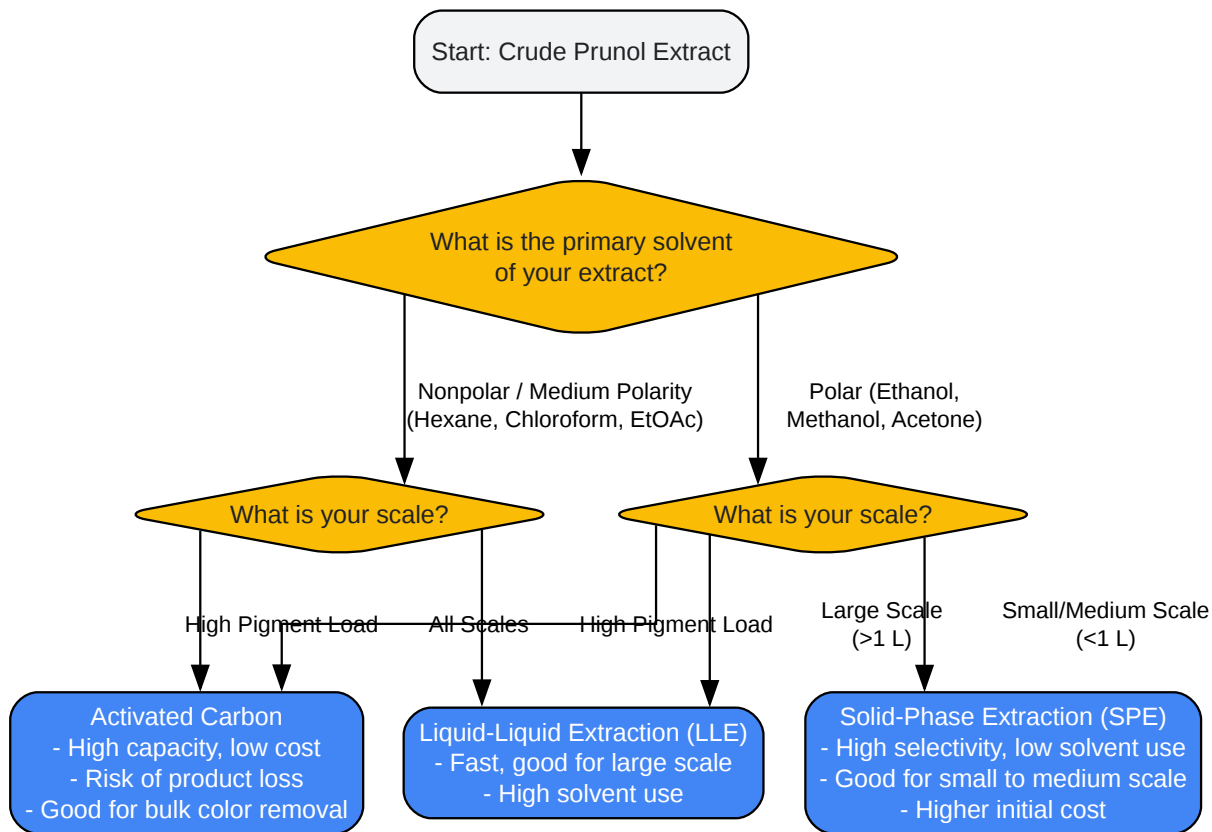 Start: Crude Prunol Extract
What is the primary solvent
of your extract?
Nonpolar / Medium Polarity
(Hexane, Chloroform, EtOAc)
Polar (Ethanol,
Methanol, Acetone)
What is your scale?
What is your scale?
High Pigment Load
All Scales
High Pigment Load
Large Scale
(>1 L)
Small/Medium Scale
(<1 L)
Activated Carbon
- High capacity, low cost
- Risk of product loss
- Good for bulk color removal
Liquid-Liquid Extraction (LLE)
- Fast, good for large scale
- High solvent use
Solid-Phase Extraction (SPE)
- High selectivity, low solvent use
- Good for small to medium scale
- Higher initial cost